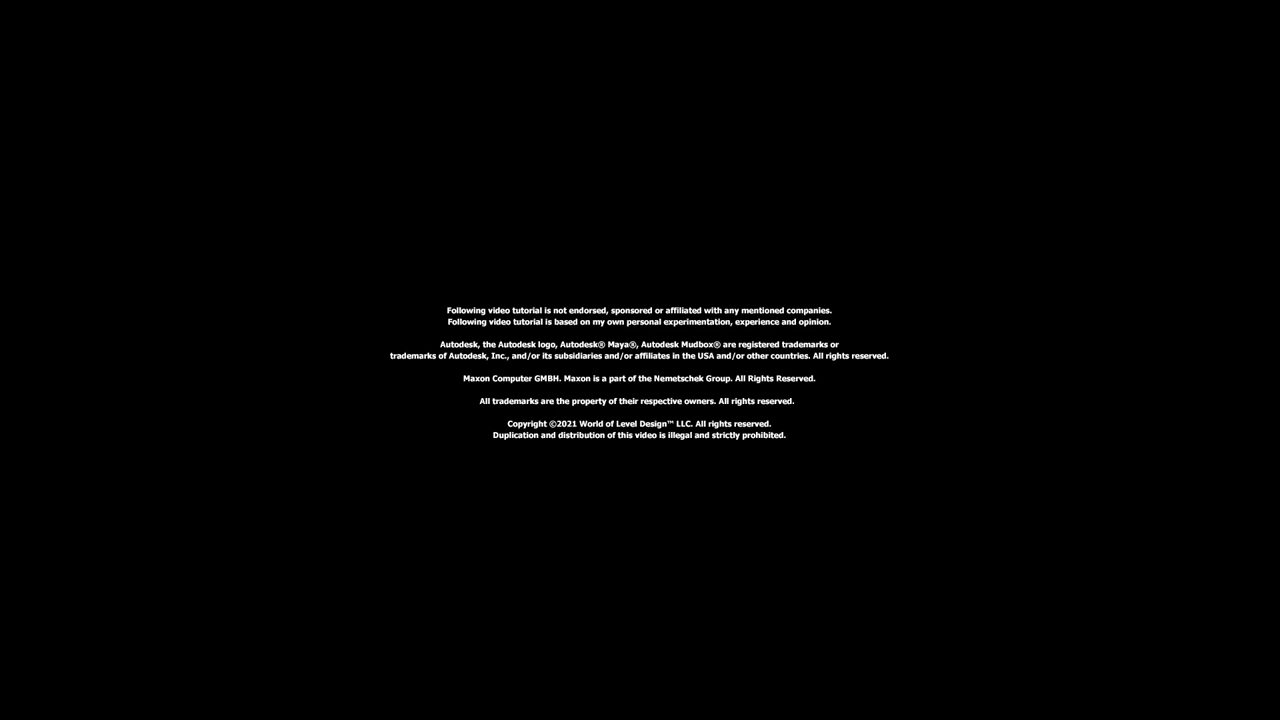 Following video tutorial is not endorsed, sponsored or affiliated with any mentioned companies.
Following video tutorial is based on my own personal experimentation, experience and opinion.
Autodesk, the Autodesk logo, Autodesk® Maya®, Autodesk Mudbox® are registered trademarks or
trademarks of Autodesk, Inc., and/or its subsidiaries and/or affiliates in the USA and/or other countries. All rights reserved.
Maxon Computer GMBH. Maxon is a part of the Nemetschek Group. All Rights Reserved.
All trademarks are the property of their respective owners. All rights reserved.
Copyright ©2021 World of Level Design™ LLC. All rights reserved.
Duplication and distribution of this video is illegal and strictly prohibited.